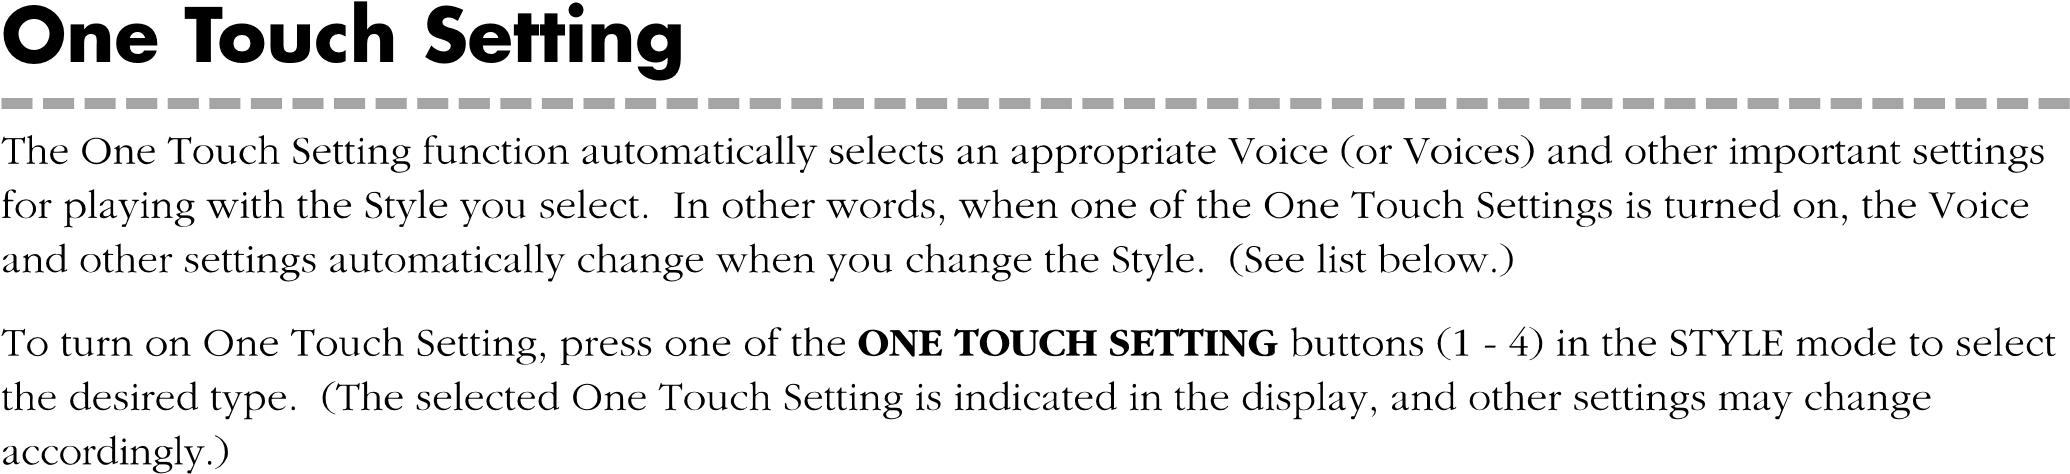 One Touch Setting
The One Touch Setting function automatically selects an appropriate Voice (or Voices) and other important settings
for playing with the Style you select.  In other words, when one of the One Touch Settings is turned on, the Voice
and other settings automatically change when you change the Style.  (See list below.)
To turn on One Touch Setting, press one of the ONE TOUCH SETTING buttons (1 - 4) in the STYLE mode to select
the desired type.  (The selected One Touch Setting is indicated in the display, and other settings may change
accordingly.)